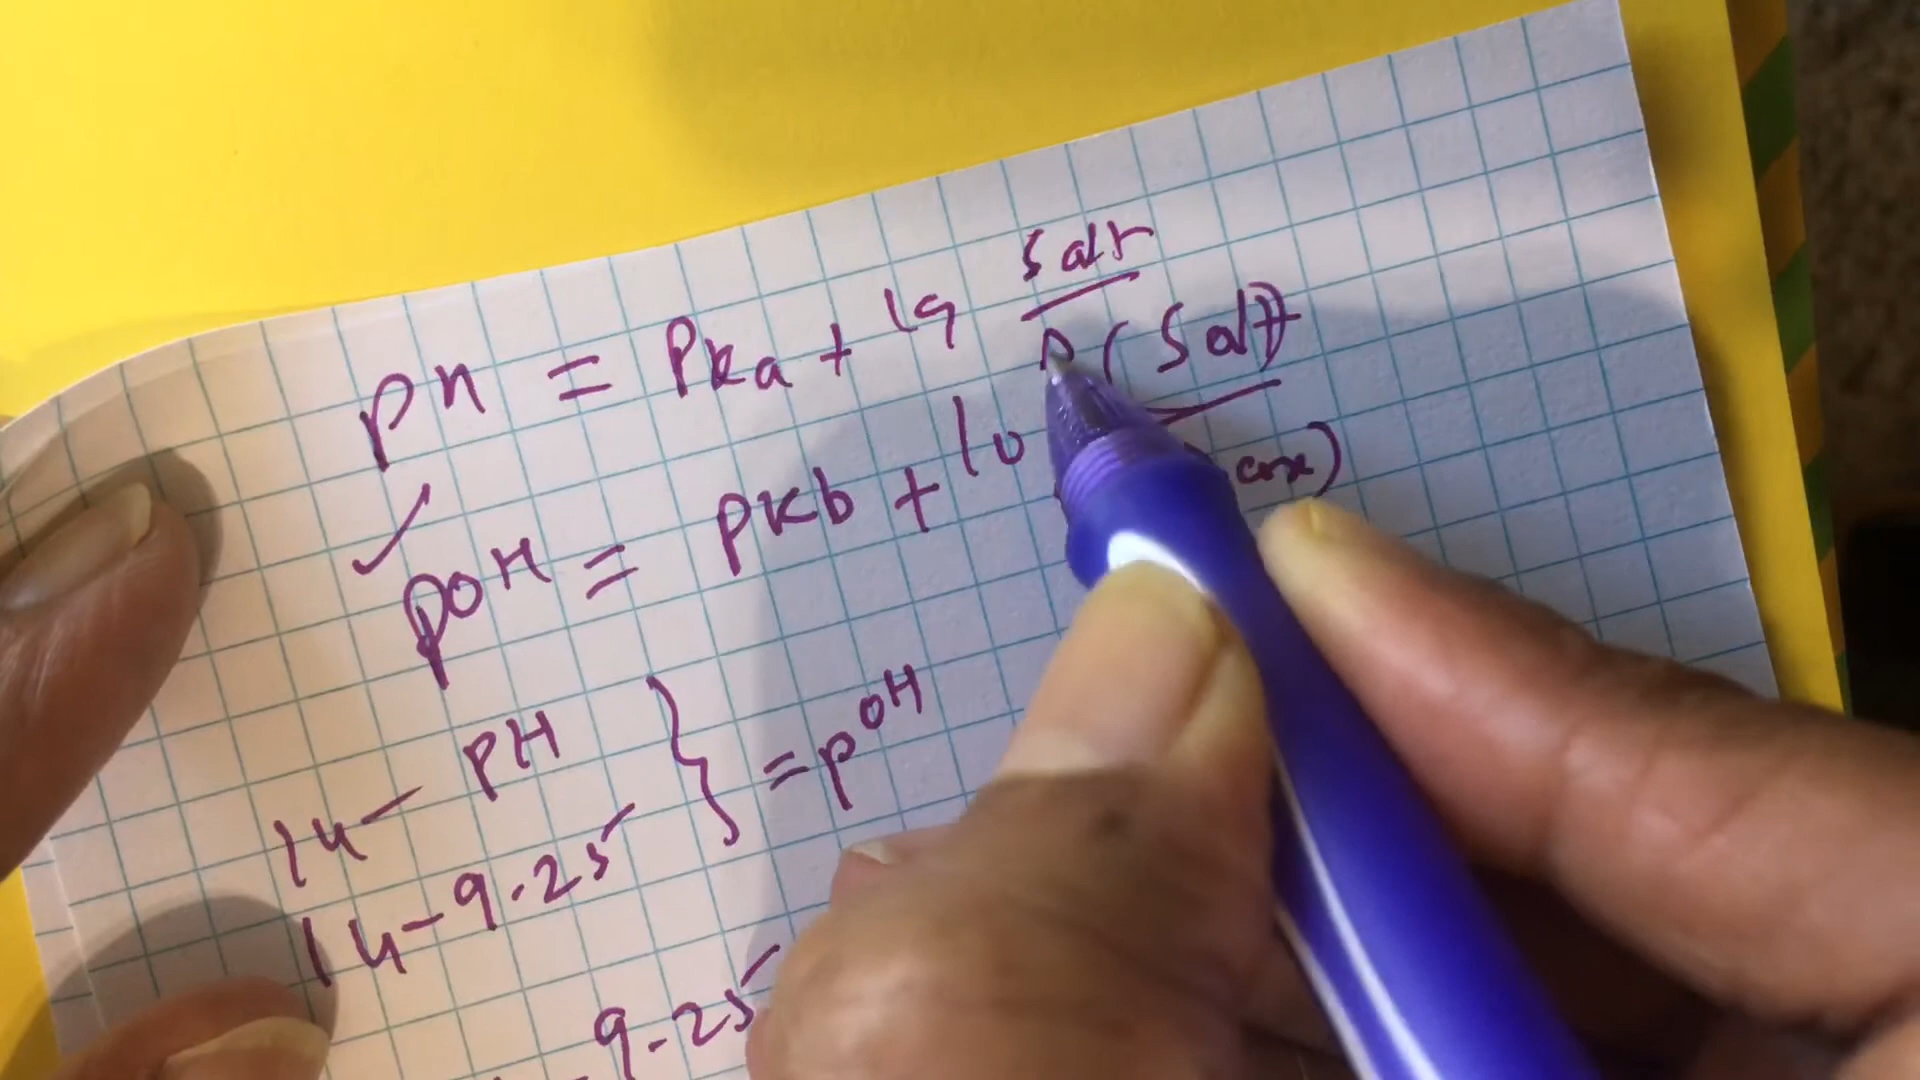 PH = Pka + lg Salt
POH = PKb + lo (Salt)
14 - PH } = POH
14 - 9.25
9.25